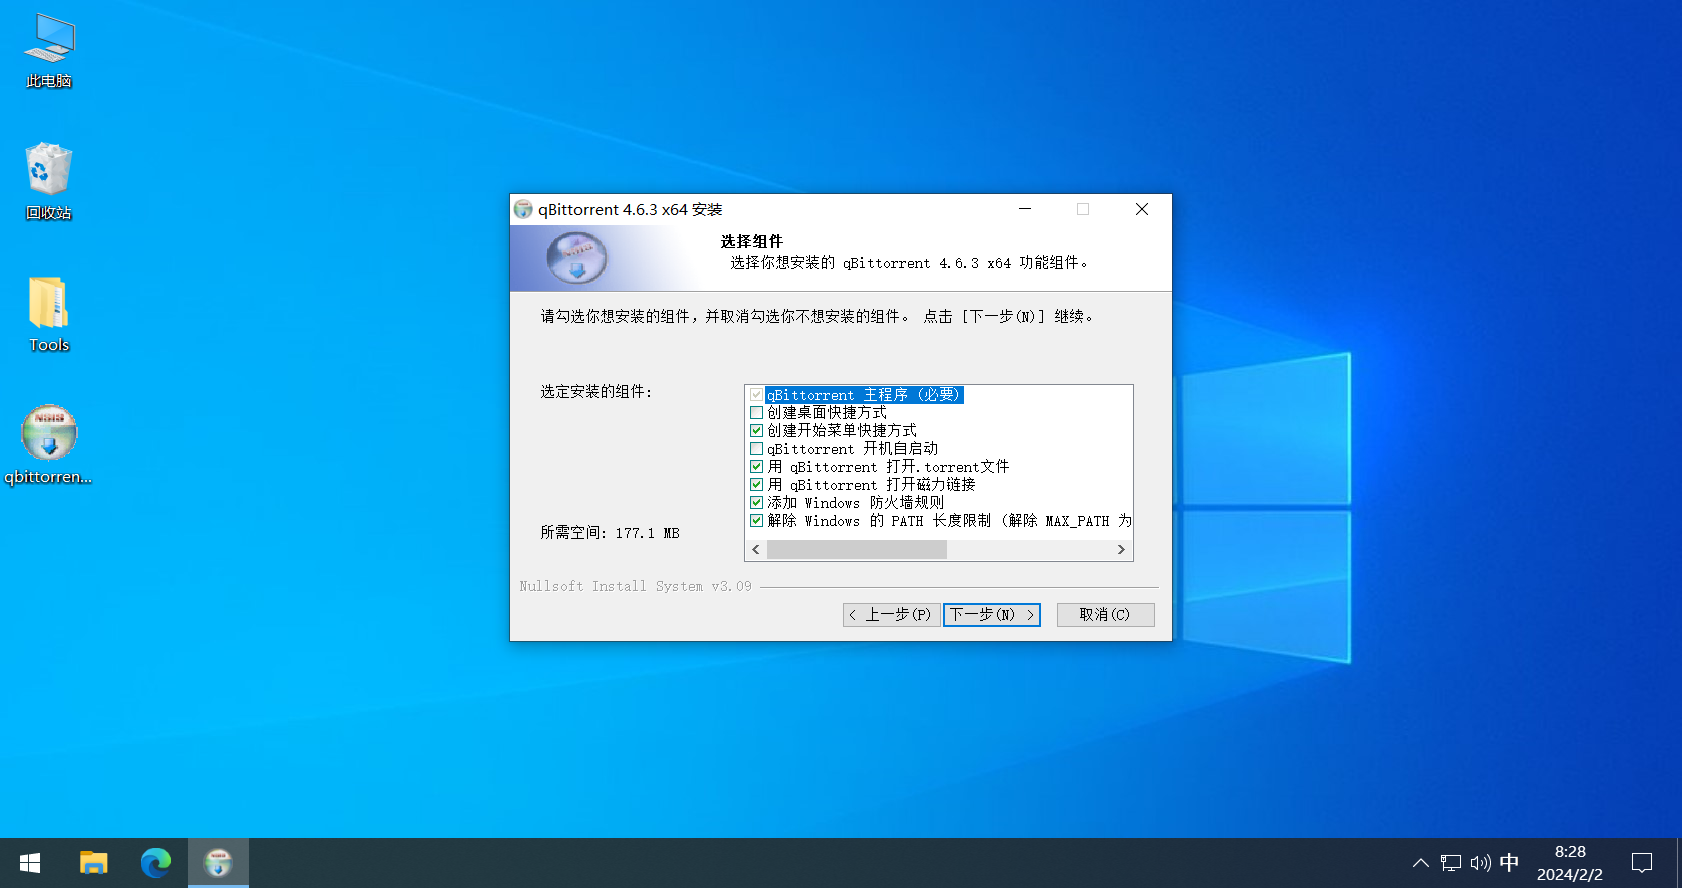 此电脑
回收站
Tools
NSIS
qbittorren...
qBittorrent 4.6.3 x64 安装
选择组件
选择你想安装的 qBittorrent 4.6.3 x64 功能组件。
请勾选你想安装的组件，并取消勾选你不想安装的组件。 点击 [下一步(N)] 继续。
选定安装的组件:
qBittorrent 主程序 (必要)
创建桌面快捷方式
创建开始菜单快捷方式
qBittorrent 开机自启动
用 qBittorrent 打开.torrent文件
用 qBittorrent 打开磁力链接
添加 Windows 防火墙规则
解除 Windows 的 PATH 长度限制 (解除 MAX_PATH 为
所需空间: 177.1 MB
Nullsoft Install System v3.09
< 上一步(P)
下一步(N) >
取消(C)
中
8:28
2024/2/2